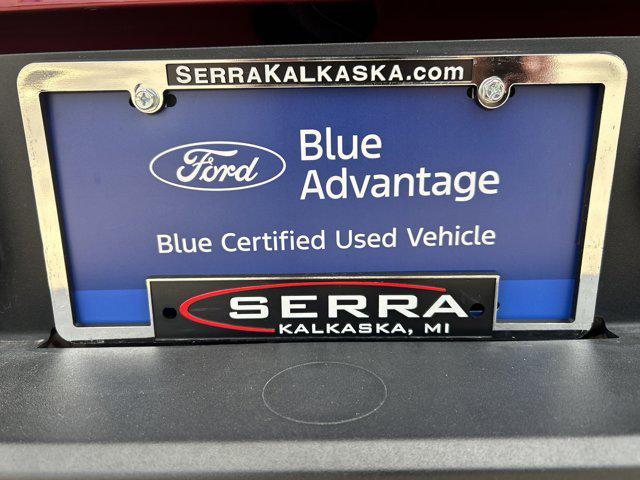 SERRAKALKASKA.com
Ford
Blue
Advantage
Blue Certified Used Vehicle
SERRA
KALKASKA, MI